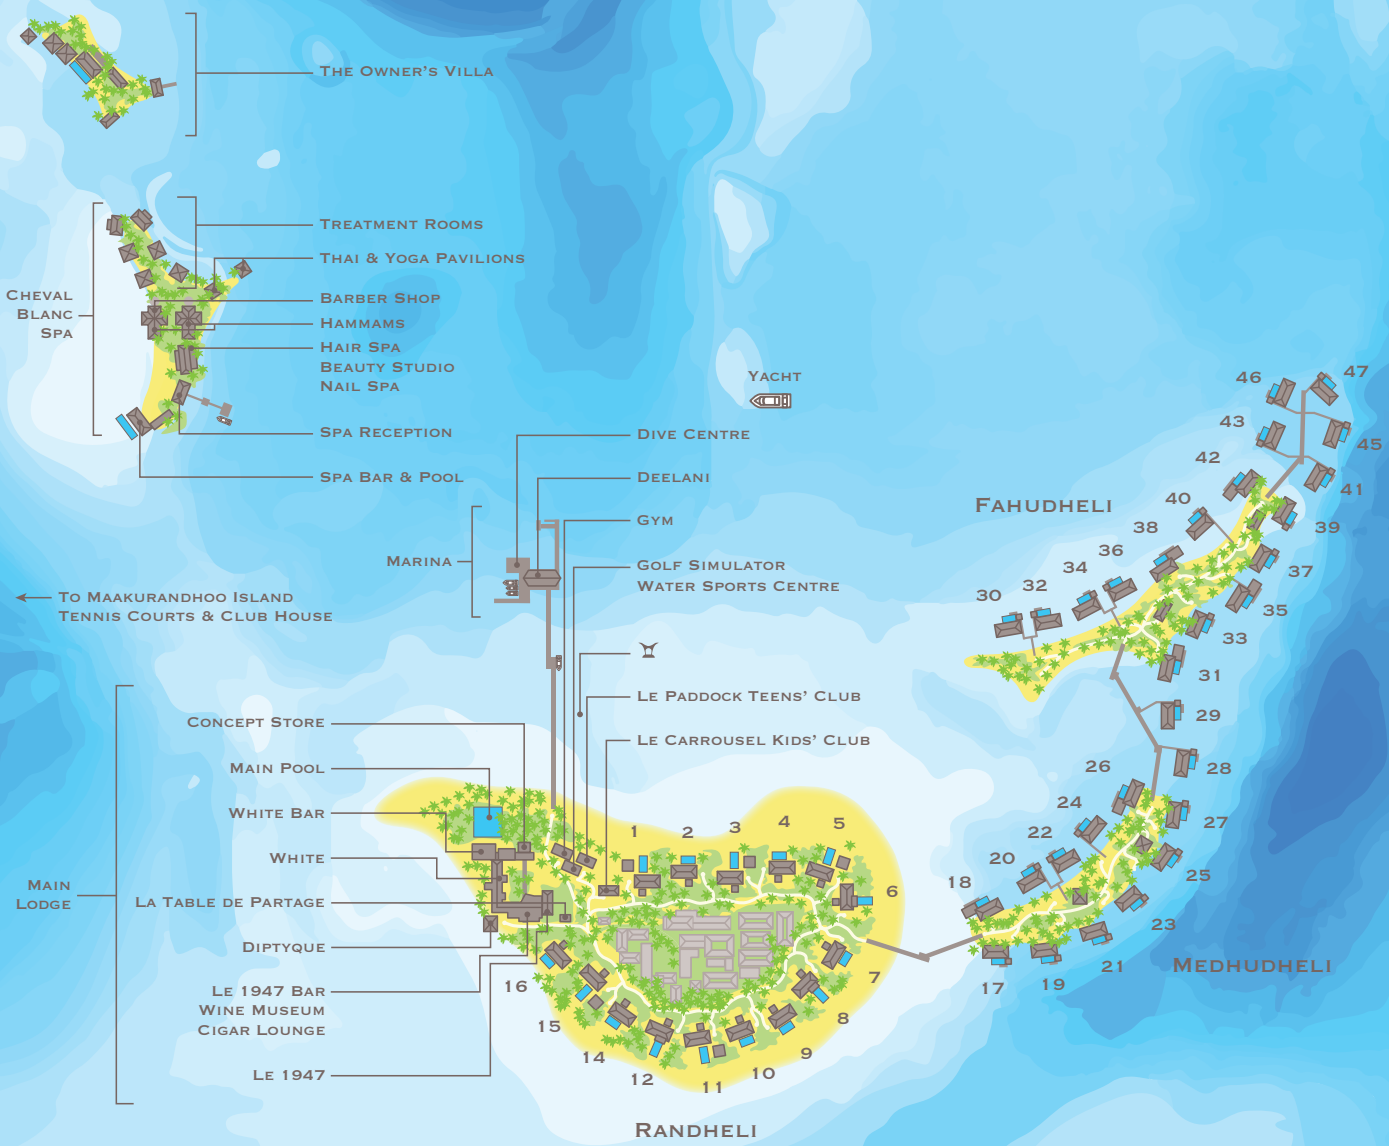 THE OWNER'S VILLA
TREATMENT ROOMS
THAI & YOGA PAVILIONS
CHEVAL
BLANC
SPA
BARBER SHOP
HAMMAMS
HAIR SPA
BEAUTY STUDIO
NAIL SPA
SPA RECEPTION
SPA BAR & POOL
YACHT
DIVE CENTRE
DEELANI
GYM
MARINA
GOLF SIMULATOR
WATER SPORTS CENTRE
TO MAAKURANDHOO ISLAND
TENNIS COURTS & CLUB HOUSE
LE PADDOCK TEENS' CLUB
LE CARROUSEL KIDS' CLUB
CONCEPT STORE
MAIN POOL
WHITE BAR
WHITE
MAIN
LODGE
LA TABLE DE PARTAGE
DIPTYQUE
LE 1947 BAR
WINE MUSEUM
CIGAR LOUNGE
LE 1947
1
2
3
4
5
6
7
8
9
10
11
12
14
15
16
RANDHELI
FAHUDHELI
47
46
45
43
42
41
40
39
38
37
36
35
34
33
32
31
30
29
28
27
26
25
24
23
22
21
20
19
18
17
MEDHUDHELI